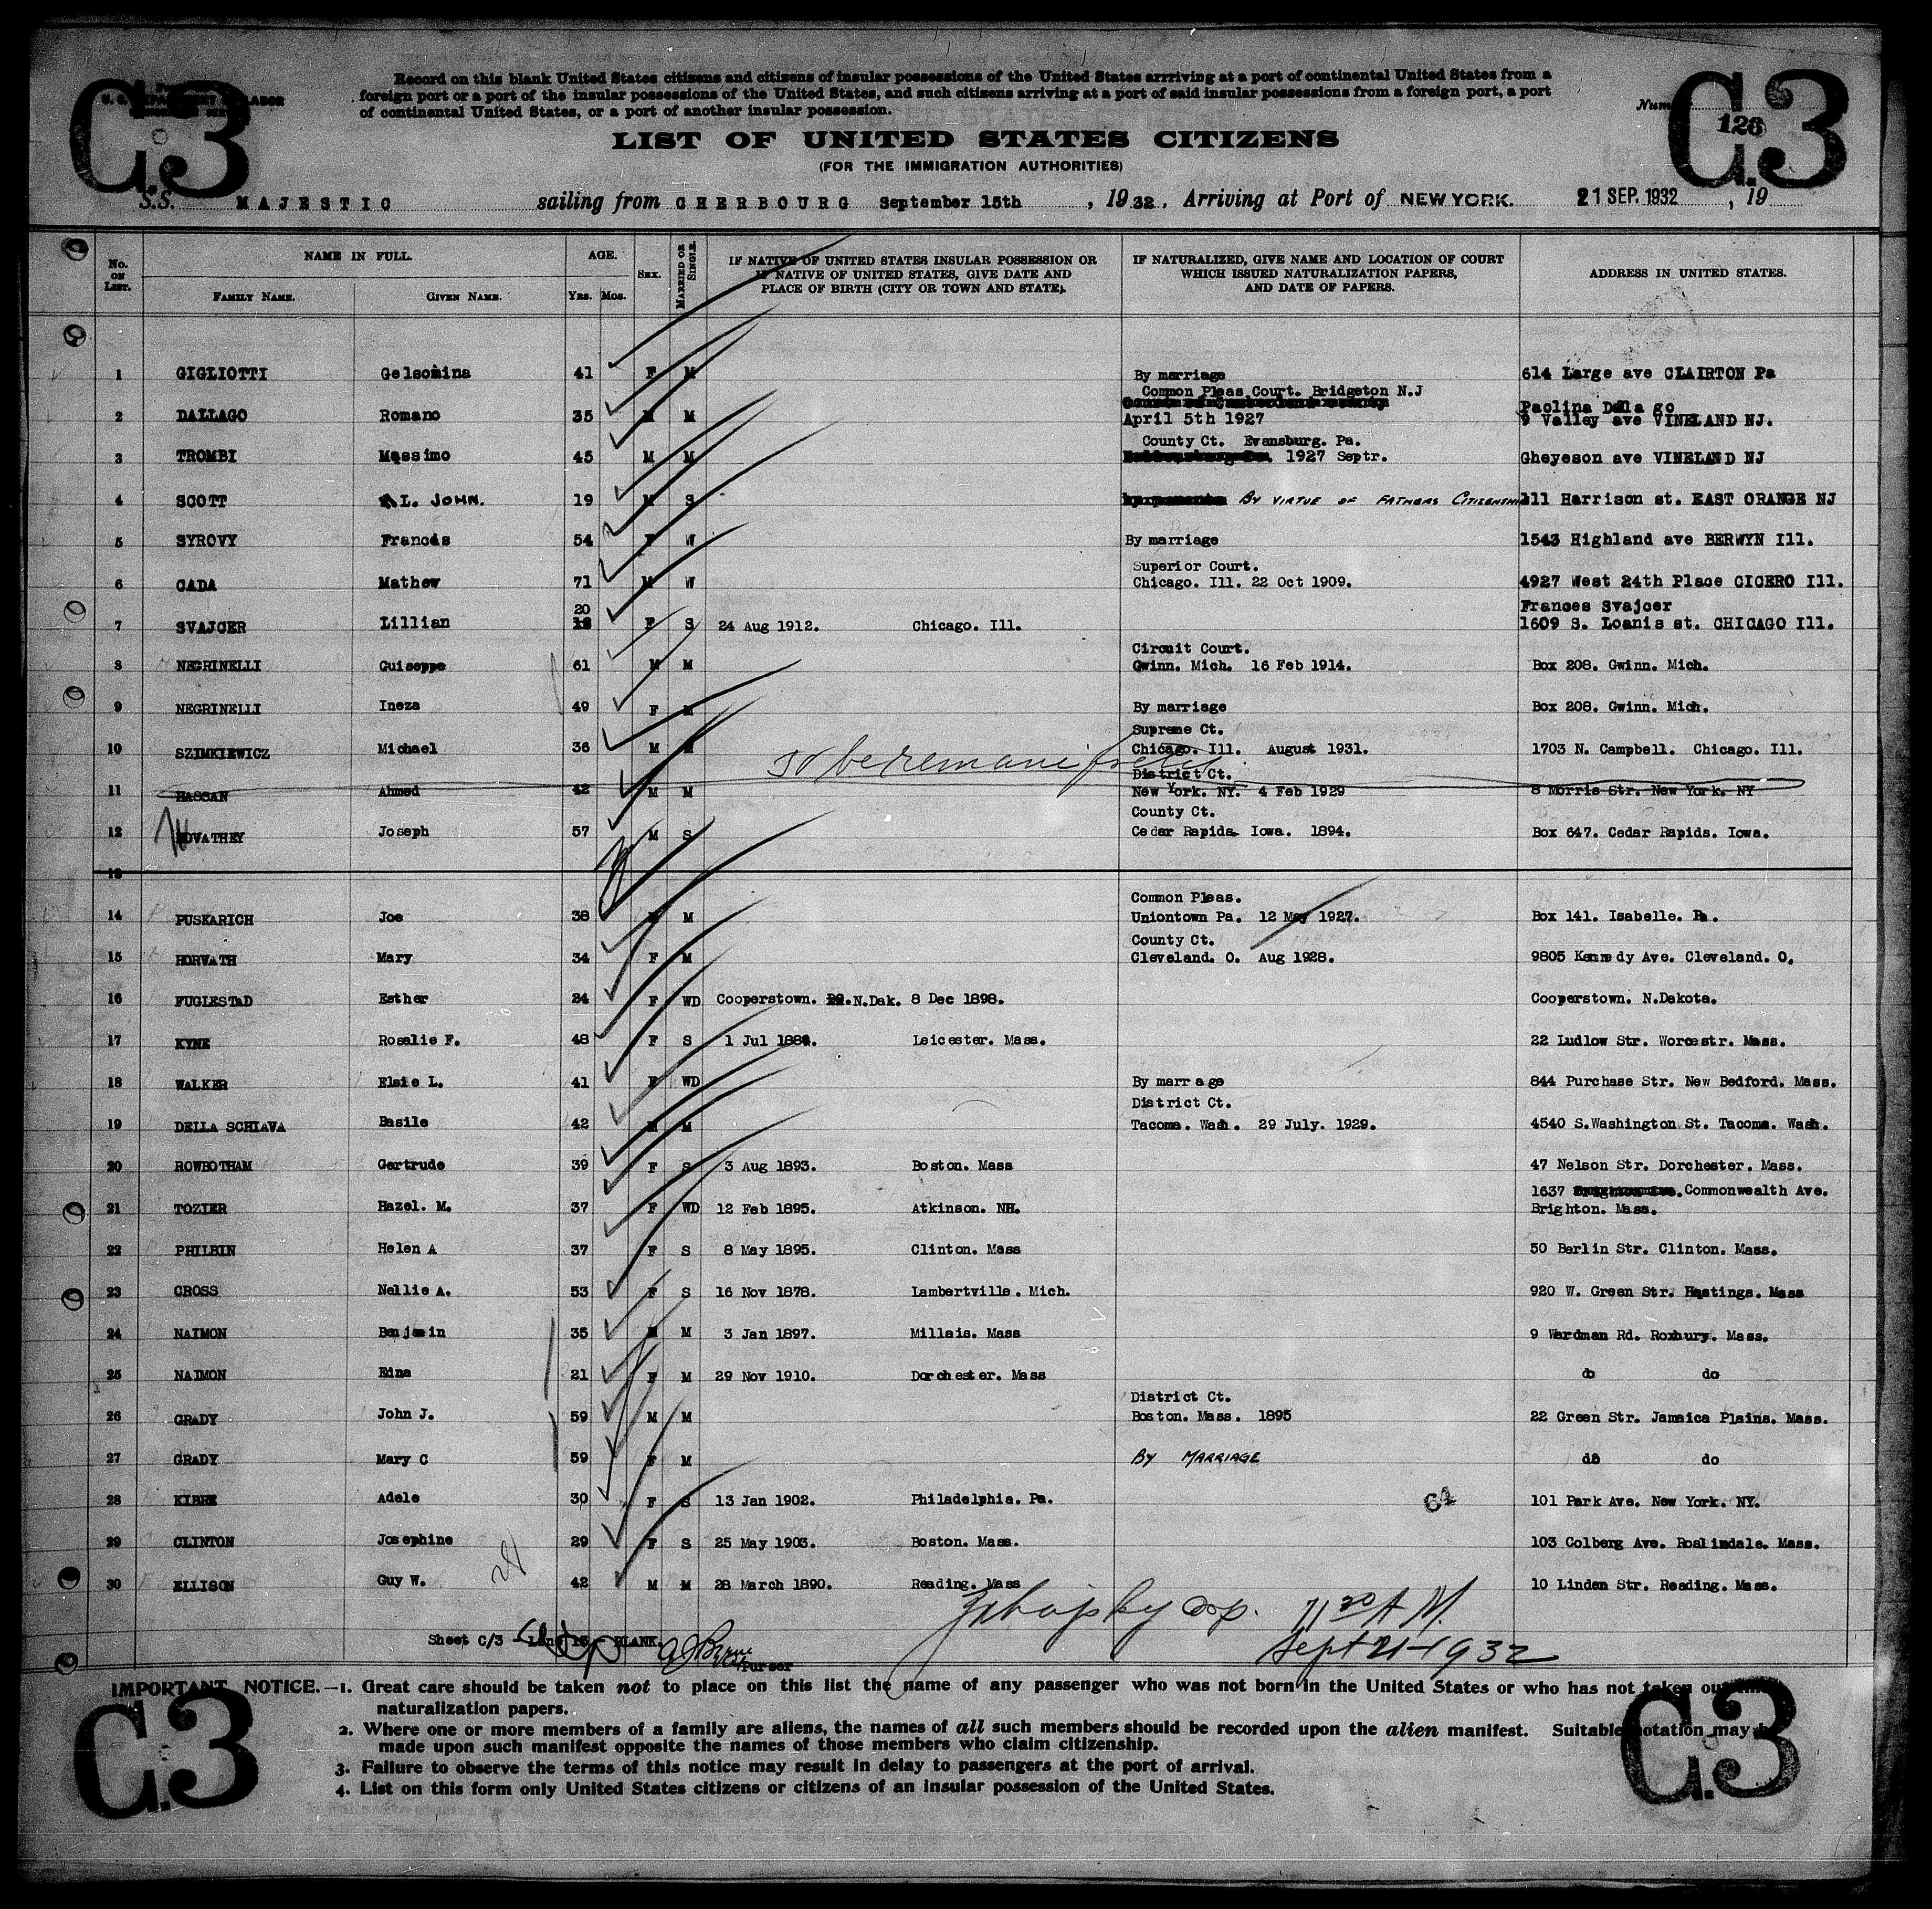 C.3
C.3
Record on this blank United States citizens and citizens of insular possessions of the United States arrriving at a port of continental United States from a
foreign port or a port of the insular possessions of the United States, and such citizens arriving at a port of said insular possessions from a foreign port, a port
of continental United States, or a port of another insular possession.
126
LIST OF UNITED STATES CITIZENS
(FOR THE IMMIGRATION AUTHORITIES)
S.S. MAJESTIC sailing from CHERBOURG September 15th, 1932. Arriving at Port of NEW YORK. 21 SEP. 1932, 19
No. on List. NAME IN FULL. Family Name. Given Name. AGE. Yrs. Mos. Sex. Married or Single. IF NATIVE OF UNITED STATES INSULAR POSSESSION OR IF NATIVE OF UNITED STATES, GIVE DATE AND PLACE OF BIRTH (CITY OR TOWN AND STATE). IF NATURALIZED, GIVE NAME AND LOCATION OF COURT WHICH ISSUED NATURALIZATION PAPERS, AND DATE OF PAPERS. ADDRESS IN UNITED STATES.
1 GIGLIOTTI Gelsomina 41 F M By marriage 614 Large ave CLAIRTON Pa
Common Pleas Court. Bridgeton N.J
2 DALLAGO Romano 35 M M April 5th 1927 Paolina Dalago 9 Valley ave VINELAND NJ.
County Ct. Evansburg. Pa.
3 TROMBI Massimo 45 M M 1927 Septr. Gheyeson ave VINELAND NJ
4 SCOTT L. JOHN. 19 M S BY VIRTUE OF FATHERS CITIZENSHIP 111 Harrison st. EAST ORANGE NJ
5 SYROVY Francis 54 F W By marriage 1543 Highland ave BERWYN Ill.
Superior Court.
6 CADA Mathew 71 M W Chicago. Ill. 22 Oct 1909. 4927 West 24th Place CICERO Ill.
20 Frances Svajcer
7 SVAJCER Lillian 18 F S 24 Aug 1912. Chicago. Ill. 1609 S. Loanis st. CHICAGO Ill.
Circuit Court.
8 NEGRINELLI Guiseppe 61 M M Gwinn. Mich. 16 Feb 1914. Box 208. Gwinn. Mich.
9 NEGRINELLI Ineza 49 F M By marriage Box 208. Gwinn. Mich.
Supreme Ct.
10 SZIMKIEWICZ Michael 36 M M Chicago. Ill. August 1931. 1703 N. Campbell. Chicago. Ill.
District Ct.
11 HASSAN Ahmed 42 M M New York. NY. 4 Feb 1929 8 Morris Str. New York. NY
County Ct.
12 NOVATHEY Joseph 57 M S Cedar Rapids. Iowa. 1894. Box 647. Cedar Rapids. Iowa.
13
Common Pleas.
14 PUSKARICH Joe 38 M Uniontown Pa. 12 May 1927. Box 141. Isabelle. Pa.
County Ct.
15 HORVATH Mary 34 F M Cleveland. O. Aug 1928. 9805 Kennedy Ave. Cleveland. O.
16 FUGLESTAD Esther 24 F WD Cooperstown. N.Dak. 8 Dec 1898. Cooperstown. N.Dakota.
17 KYNE Rosalie F. 48 F S 1 Jul 1884. Leicester. Mass. 22 Ludlow Str. Worcestr. Mass.
18 WALKER Elsie L. 41 F WD By marr age 844 Purchase Str. New Bedford. Mass.
District Ct.
19 DELLA SCHIAVA Basile 42 M M Tacoma. Wash. 29 July. 1929. 4540 S.Washington St. Tacoma. Wash.
20 ROWBOTHAM Gertrude 39 F S 3 Aug 1893. Boston. Mass 47 Nelson Str. Dorchester. Mass.
1637 Commonwealth Ave.
21 TOZIER Hazel. M. 37 F WD 12 Feb 1895. Atkinson. NH. Brighton. Mass.
22 PHILBIN Helen A 37 F S 8 May 1895. Clinton. Mass 50 Berlin Str. Clinton. Mass.
23 CROSS Nellie A. 53 F S 16 Nov 1878. Lambertville. Mich. 920 W. Green Str. Hastings. Mass
24 NAIMON Benjamin 35 M M 3 Jan 1897. Millais. Mass 9 Wardman Rd. Roxbury. Mass.
25 NAIMON Edna 21 F M 29 Nov 1910. Dorchester. Mass do do
District Ct.
26 GRADY John J. 59 M M Boston. Mass. 1895 22 Green Str. Jamaica Plains. Mass.
27 GRADY Mary C 59 F M BY MARRIAGE do do
28 KIBRE Adele 30 F S 13 Jan 1902. Philadelphia. Pa. 64 101 Park Ave. New York. NY.
29 CLINTON Josephine 29 F S 25 May 1903. Boston. Mass. 103 Colberg Ave. Roslindale. Mass.
30 ELLISON Guy W. 42 M M 28 March 1890. Reading. Mass 10 Linden Str. Reading. Mass.
28
11 30 A M.
Sheet C/3 - Line 13 - BLANK.
Sept 21-1932
Purser
IMPORTANT NOTICE.—1. Great care should be taken not to place on this list the name of any passenger who was not born in the United States or who has not taken out
naturalization papers.
2. Where one or more members of a family are aliens, the names of all such members should be recorded upon the alien manifest. Suitable notation may be
made upon such manifest opposite the names of those members who claim citizenship.
3. Failure to observe the terms of this notice may result in delay to passengers at the port of arrival.
4. List on this form only United States citizens or citizens of an insular possession of the United States.
C.3
C.3